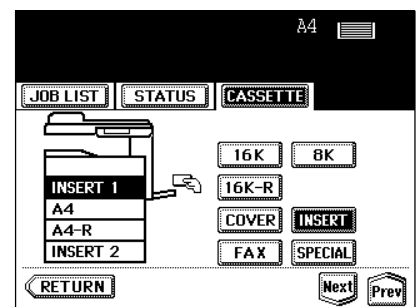 A4
JOB LIST STATUS CASSETTE
16K 8K
INSERT 1 16K-R
A4
A4-R COVER INSERT
INSERT 2 FAX SPECIAL
RETURN Next Prev